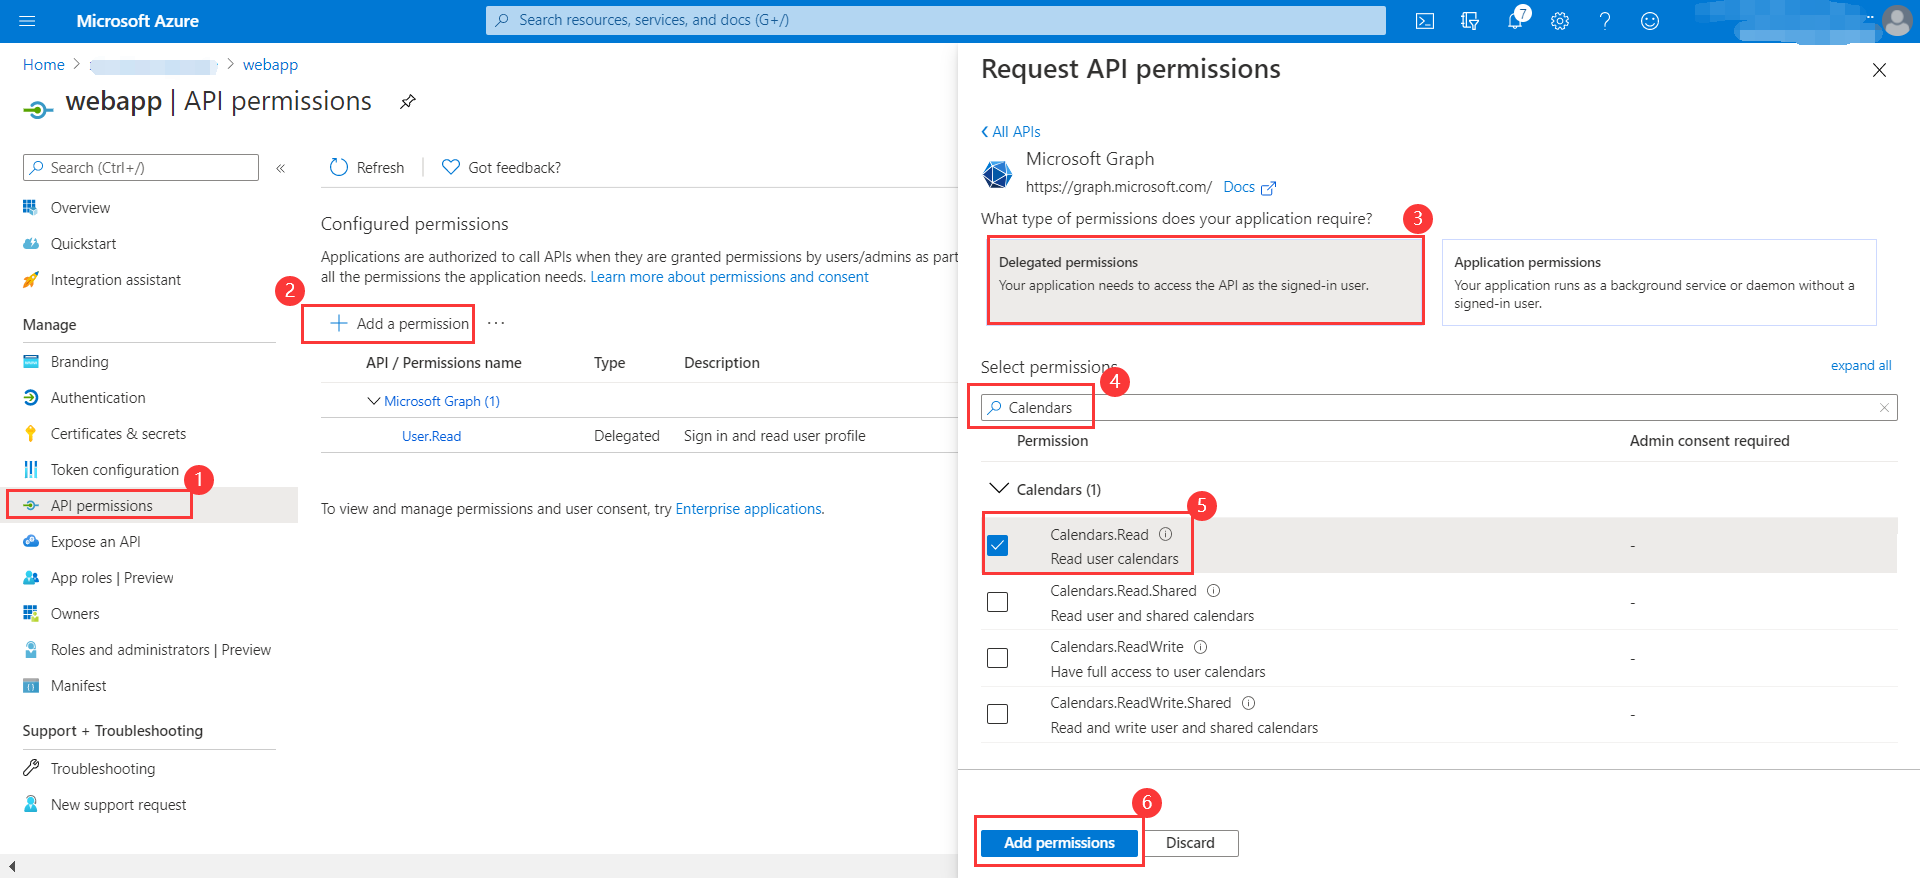 Microsoft Azure
Search resources, services, and docs (G+/)
7
Home > webapp
webapp | API permissions
Search (Ctrl+/)
«
Overview
Quickstart
Integration assistant
Manage
Branding
Authentication
Certificates & secrets
Token configuration
1
API permissions
Expose an API
App roles | Preview
Owners
Roles and administrators | Preview
Manifest
Support + Troubleshooting
Troubleshooting
New support request
Refresh
Got feedback?
Configured permissions
Applications are authorized to call APIs when they are granted permissions by users/admins as part
all the permissions the application needs. Learn more about permissions and consent
2
Add a permission ···
API / Permissions name Type Description
Microsoft Graph (1)
User.Read Delegated Sign in and read user profile
To view and manage permissions and user consent, try Enterprise applications.
Request API permissions
All APIs
Microsoft Graph
https://graph.microsoft.com/ Docs
What type of permissions does your application require?
3
Delegated permissions
Your application needs to access the API as the signed-in user.
Application permissions
Your application runs as a background service or daemon without a
signed-in user.
Select permissions
expand all
4
Calendars
Permission Admin consent required
Calendars (1)
5
Calendars.Read
Read user calendars
-
Calendars.Read.Shared
Read user and shared calendars
-
Calendars.ReadWrite
Have full access to user calendars
-
Calendars.ReadWrite.Shared
Read and write user and shared calendars
-
6
Add permissions
Discard